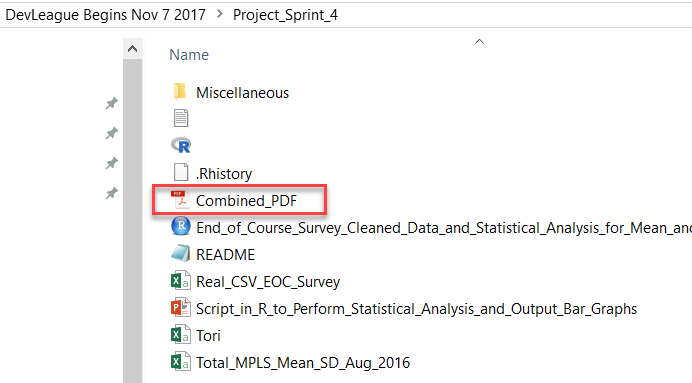 DevLeague Begins Nov 7 2017 > Project_Sprint_4
Name
Miscellaneous
.Rhistory
Combined_PDF
End_of_Course_Survey_Cleaned_Data_and_Statistical_Analysis_for_Mean_and
README
Real_CSV_EOC_Survey
Script_in_R_to_Perform_Statistical_Analysis_and_Output_Bar_Graphs
Tori
Total_MPLS_Mean_SD_Aug_2016